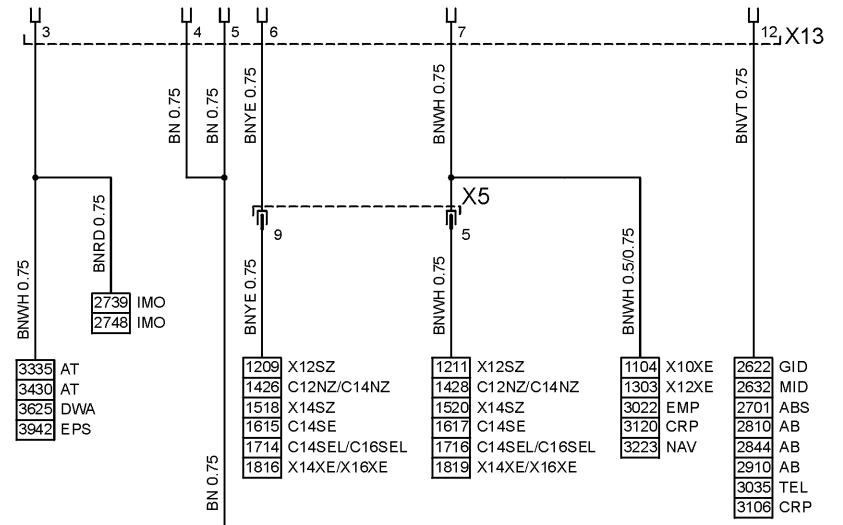 3 4 5 6 7 12 X13
BN 0.75 BN 0.75 BNYE 0.75 BNWH 0.75 BNVT 0.75
X5
BNRD 0.75 9 5
BNWH 0.75 BNYE 0.75 BNWH 0.75 BNWH 0.5/0.75
2739 IMO
2748 IMO
3335 AT
3430 AT
3625 DWA
3942 EPS
1209 X12SZ
1426 C12NZ/C14NZ
1518 X14SZ
1615 C14SE
1714 C14SEL/C16SEL
1816 X14XE/X16XE
1211 X12SZ
1428 C12NZ/C14NZ
1520 X14SZ
1617 C14SE
1716 C14SEL/C16SEL
1819 X14XE/X16XE
1104 X10XE
1303 X12XE
3022 EMP
3120 CRP
3223 NAV
2622 GID
2632 MID
2701 ABS
2810 AB
2844 AB
2910 AB
3035 TEL
3106 CRP
BN 0.75